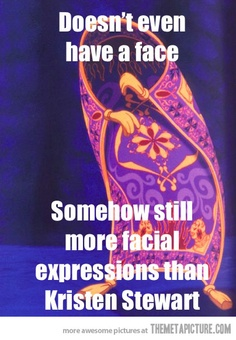 Doesn't even
have a face
Somehow still
more facial
expressions than
Kristen Stewart
more awesome pictures at THEMETAPICTURE.COM